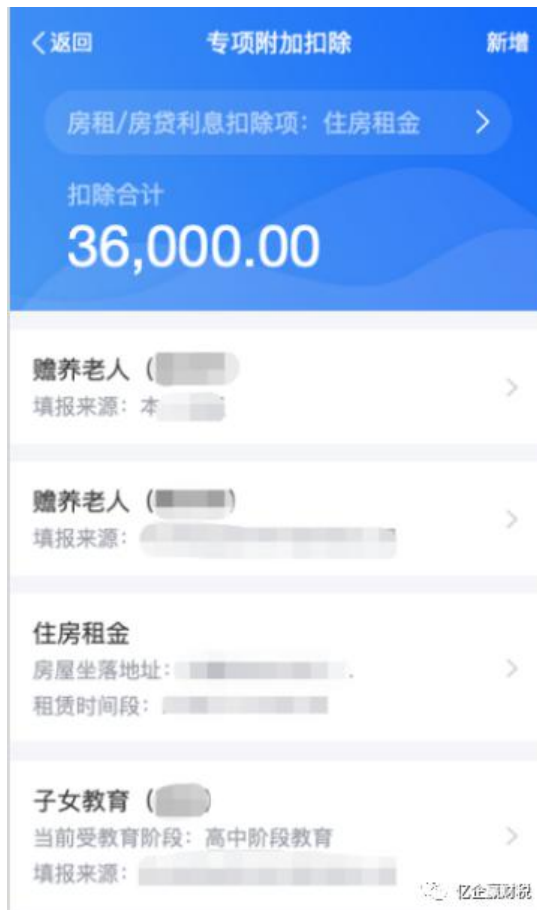 返回
专项附加扣除
新增
房租/房贷利息扣除项：住房租金
扣除合计
36,000.00
赡养老人（
填报来源：本
赡养老人（ ）
填报来源：
住房租金
房屋坐落地址：
租赁时间段：
子女教育（ ）
当前受教育阶段：高中阶段教育
填报来源：
亿企赢财税